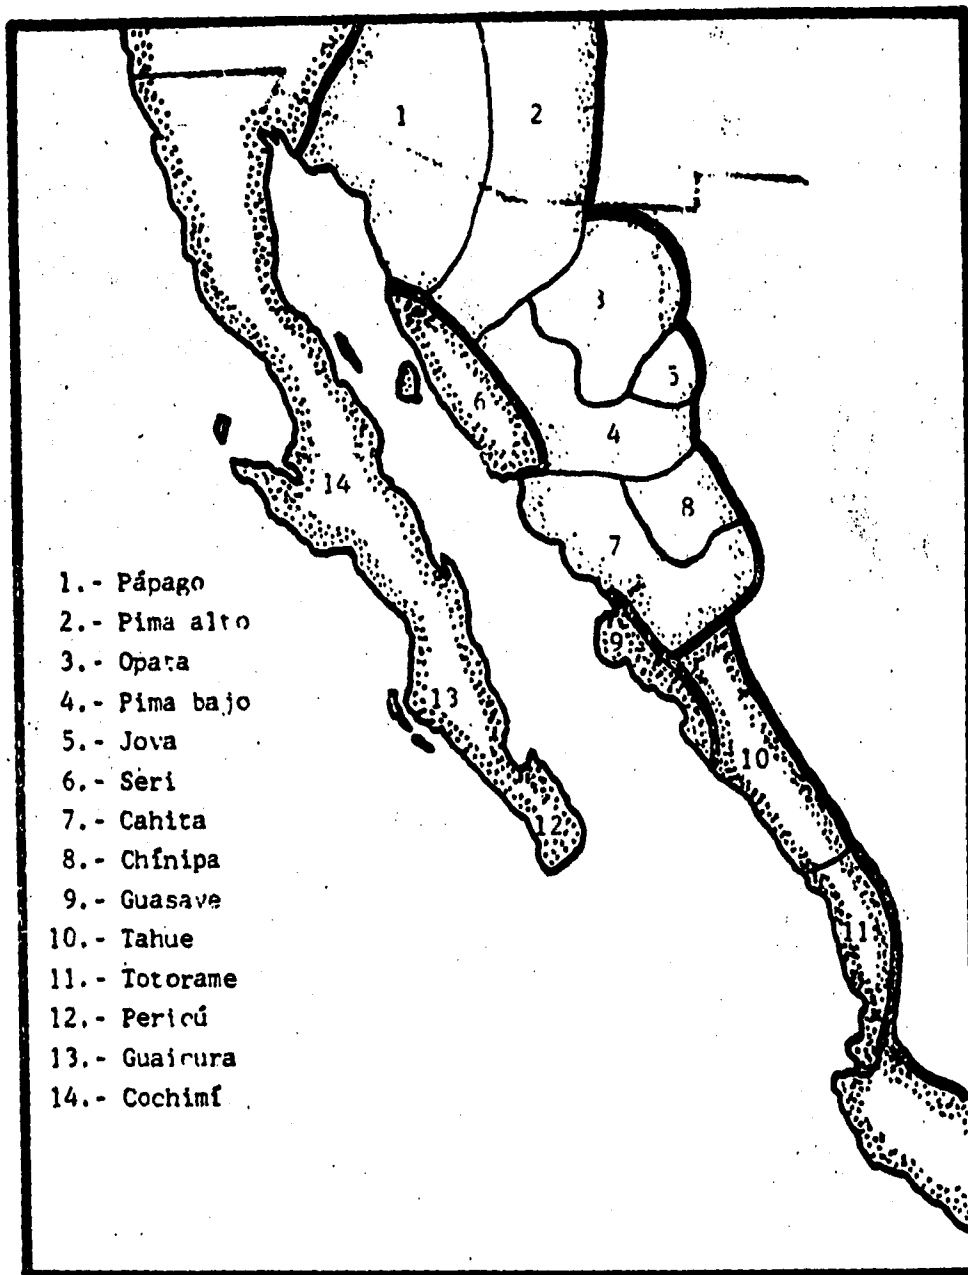 1
2
3
5
6
4
14
8
7
1.- Pápago
2.- Pima alto
9
3.- Opata
13
4.- Pima bajo
5.- Jova
10
6.- Seri
7.- Cahita
12
8.- Chínipa
9.- Guasave
10.- Tahue
11
11.- Totorame
12.- Pericú
13.- Guaicura
14.- Cochimí